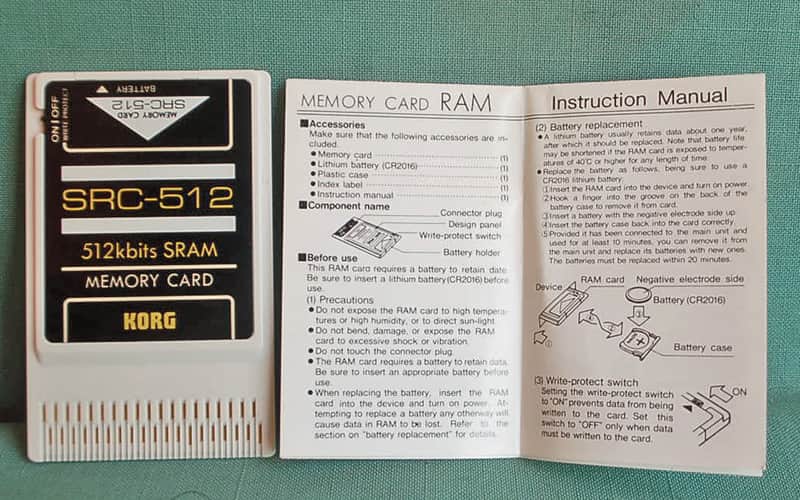 BATTERY
SRC-512
MEMORY CARD
ON OFF
WRITE PROTECT
SRC-512
512kbits SRAM
MEMORY CARD
KORG
MEMORY CARD RAM
■Accessories
Make sure that the following accessories are in-
cluded.
●Memory card (1)
●Lithium battery (CR2016) (1)
●Plastic case (1)
●Index label (1)
●Instruction manual (1)
■Component name
Connector plug
Design panel
Write-protect switch
Battery holder
■Before use
This RAM card requires a battery to retain date.
Be sure to insert a lithium battery(CR2016) before
use.
(1) Precautions
●Do not expose the RAM card to high tempera-
tures or high humidity, or to direct sun-light.
●Do not bend, damage, or expose the RAM
card to excessive shock or vibration.
●Do not touch the connector plug.
●The RAM card requires a battery to retain data.
Be sure to insert an appropriate battery before
use.
●When replacing the battery, insert the RAM
card into the device and turn on power. At-
tempting to replace a battery any otherway will
cause data in RAM to be lost. Refer to the
section on "battery replacement" for details.
Instruction Manual
(2) Battery replacement
●A lithium battery usually retains data about one year,
after which it should be replaced. Note that battery life
may be shortened if the RAM card is exposed to temper-
atures of 40°C or higher for any length of time.
●Replace the battery as follows, being sure to use a
CR2016 lithium battery.
①Insert the RAM card into the device and turn on power.
②Hook a finger into the groove on the back of the
battery case to remove it from card.
③Insert a battery with the negative electrode side up.
④Insert the battery case back into the card correctly.
⑤Provided it has been connected to the main unit and
used for at least 10 minutes, you can remove it from
the main unit and replace its batteries with new ones.
The batteries must be replaced within 20 minutes.
Device
RAM card
Negative electrode side
Battery (CR2016)
Battery case
(3) Write-protect switch
Setting the write-protect switch
to "ON" prevents data from being
written to the card. Set this
switch to "OFF" only when data
must be written to the card.
ON